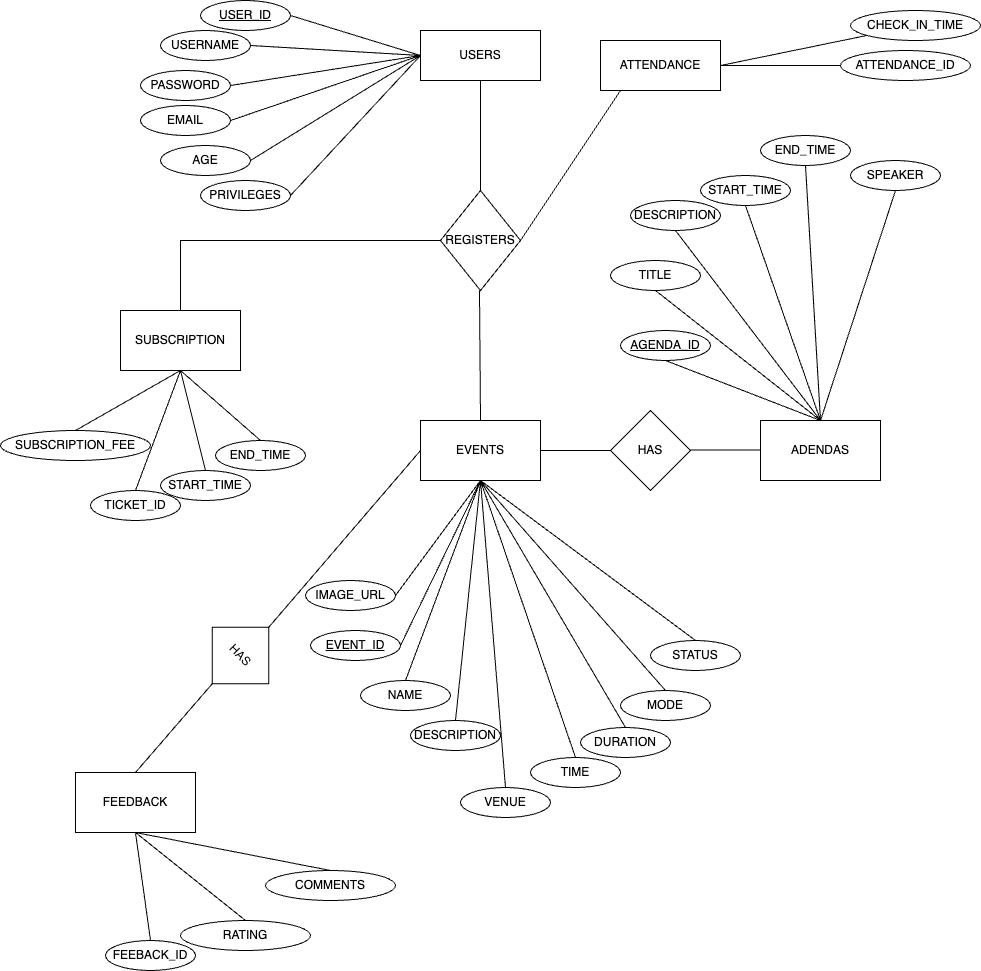 USER_ID
USERNAME
PASSWORD
EMAIL
AGE
PRIVILEGES
USERS
ATTENDANCE
CHECK_IN_TIME
ATTENDANCE_ID
END_TIME
SPEAKER
START_TIME
DESCRIPTION
TITLE
AGENDA_ID
REGISTERS
SUBSCRIPTION
SUBSCRIPTION_FEE
END_TIME
START_TIME
TICKET_ID
EVENTS
HAS
ADENDAS
IMAGE_URL
EVENT_ID
NAME
DESCRIPTION
VENUE
TIME
DURATION
MODE
STATUS
HAS
FEEDBACK
COMMENTS
RATING
FEEBACK_ID